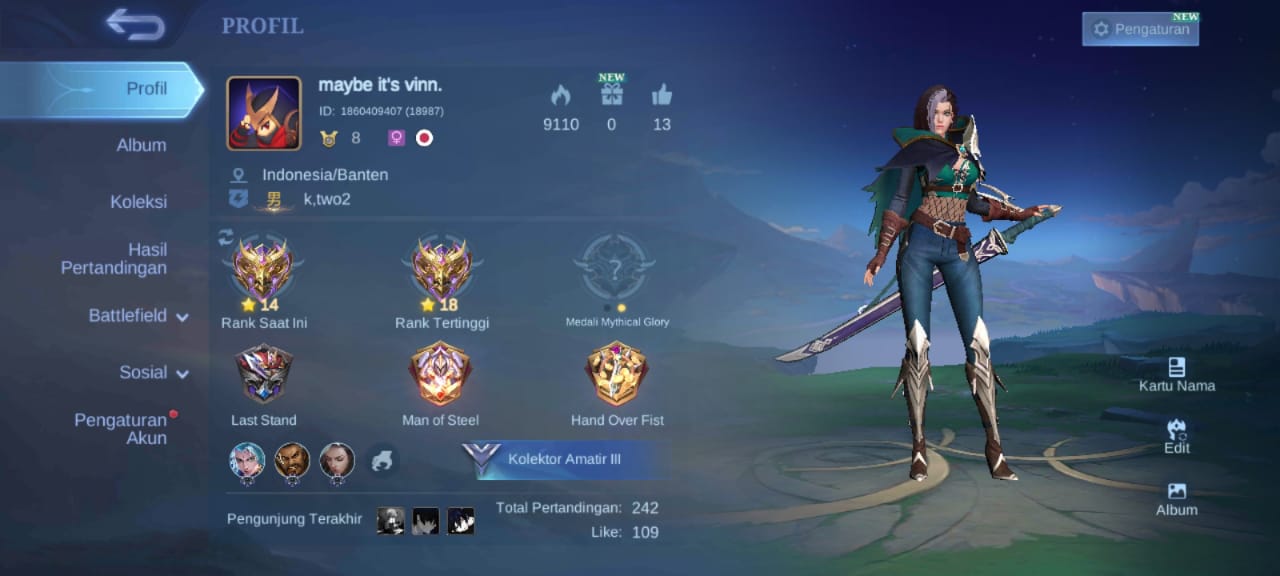 PROFIL
NEW
Pengaturan
Profil
Album
Koleksi
Hasil
Pertandingan
Battlefield
Sosial
Pengaturan
Akun
maybe it's vinn.
ID: 1860409407 (18987)
8
NEW
9110 0 13
Indonesia/Banten
男 k,two2
14
Rank Saat Ini
18
Rank Tertinggi
?
Medali Mythical Glory
Last Stand
Man of Steel
Hand Over Fist
Kolektor Amatir III
Pengunjung Terakhir
Total Pertandingan: 242
Like: 109
Kartu Nama
Edit
Album